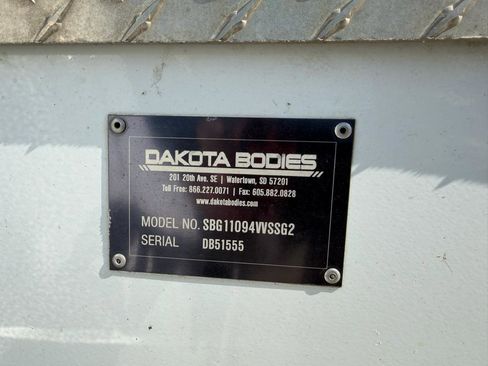 DAKOTA BODIES
201 20th Ave. SE | Watertown, SD 57201
Toll Free: 866.227.0071 | Fax: 605.882.0828
www.dakotabodies.com
MODEL NO. SBG11094VVSSG2
SERIAL DB51555